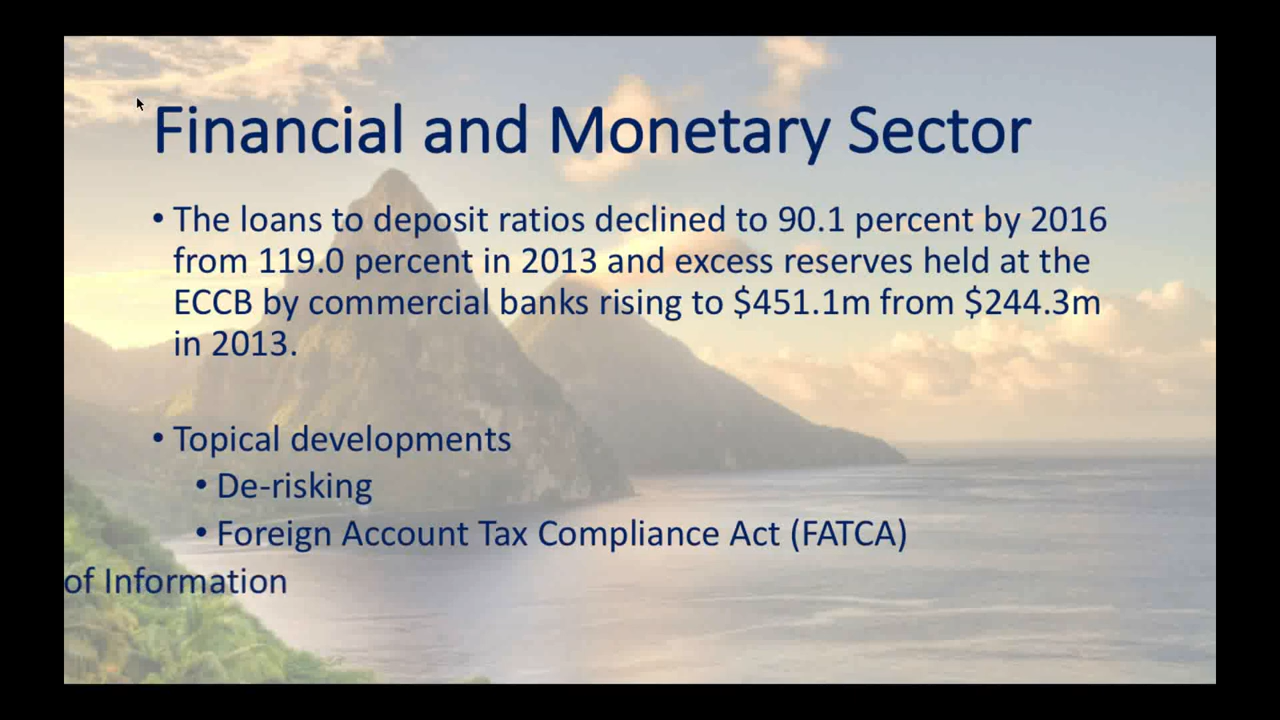 Financial and Monetary Sector
• The loans to deposit ratios declined to 90.1 percent by 2016
from 119.0 percent in 2013 and excess reserves held at the
ECCB by commercial banks rising to $451.1m from $244.3m
in 2013.
• Topical developments
• De-risking
• Foreign Account Tax Compliance Act (FATCA)
of Information